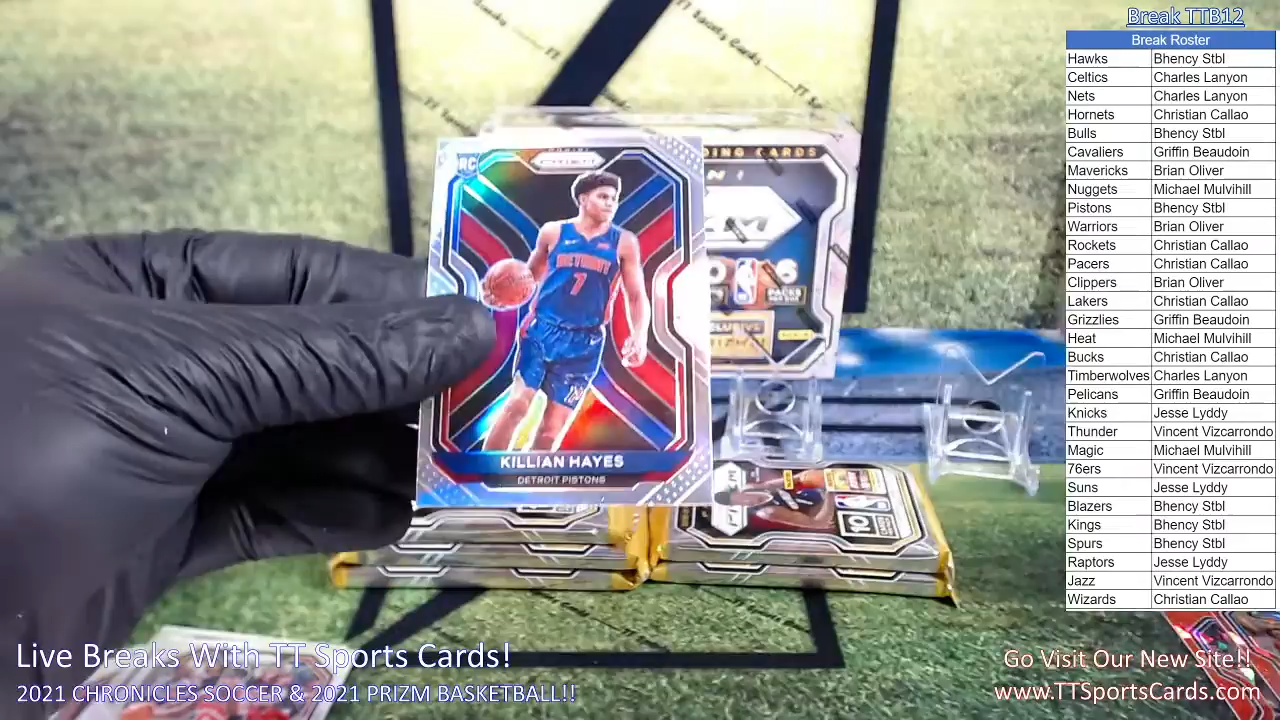 Break TTB12
Break Roster
Hawks Bhency Stbl
Celtics Charles Lanyon
Nets Charles Lanyon
Hornets Christian Callao
Bulls Bhency Stbl
Cavaliers Griffin Beaudoin
Mavericks Brian Oliver
Nuggets Michael Mulvihill
Pistons Bhency Stbl
Warriors Brian Oliver
Rockets Christian Callao
Pacers Christian Callao
Clippers Brian Oliver
Lakers Christian Callao
Grizzlies Griffin Beaudoin
Heat Michael Mulvihill
Bucks Christian Callao
Timberwolves Charles Lanyon
Pelicans Griffin Beaudoin
Knicks Jesse Lyddy
Thunder Vincent Vizcarrondo
Magic Michael Mulvihill
76ers Vincent Vizcarrondo
Suns Jesse Lyddy
Blazers Bhency Stbl
Kings Bhency Stbl
Spurs Bhency Stbl
Raptors Jesse Lyddy
Jazz Vincent Vizcarrondo
Wizards Christian Callao
TT Sports Cards
RC
PRIZM
DETROIT
7
KILLIAN HAYES
DETROIT PISTONS
PACKS
10
Live Breaks With TT Sports Cards!
2021 CHRONICLES SOCCER & 2021 PRIZM BASKETBALL!!
Go Visit Our New Site!!
www.TTSportsCards.com